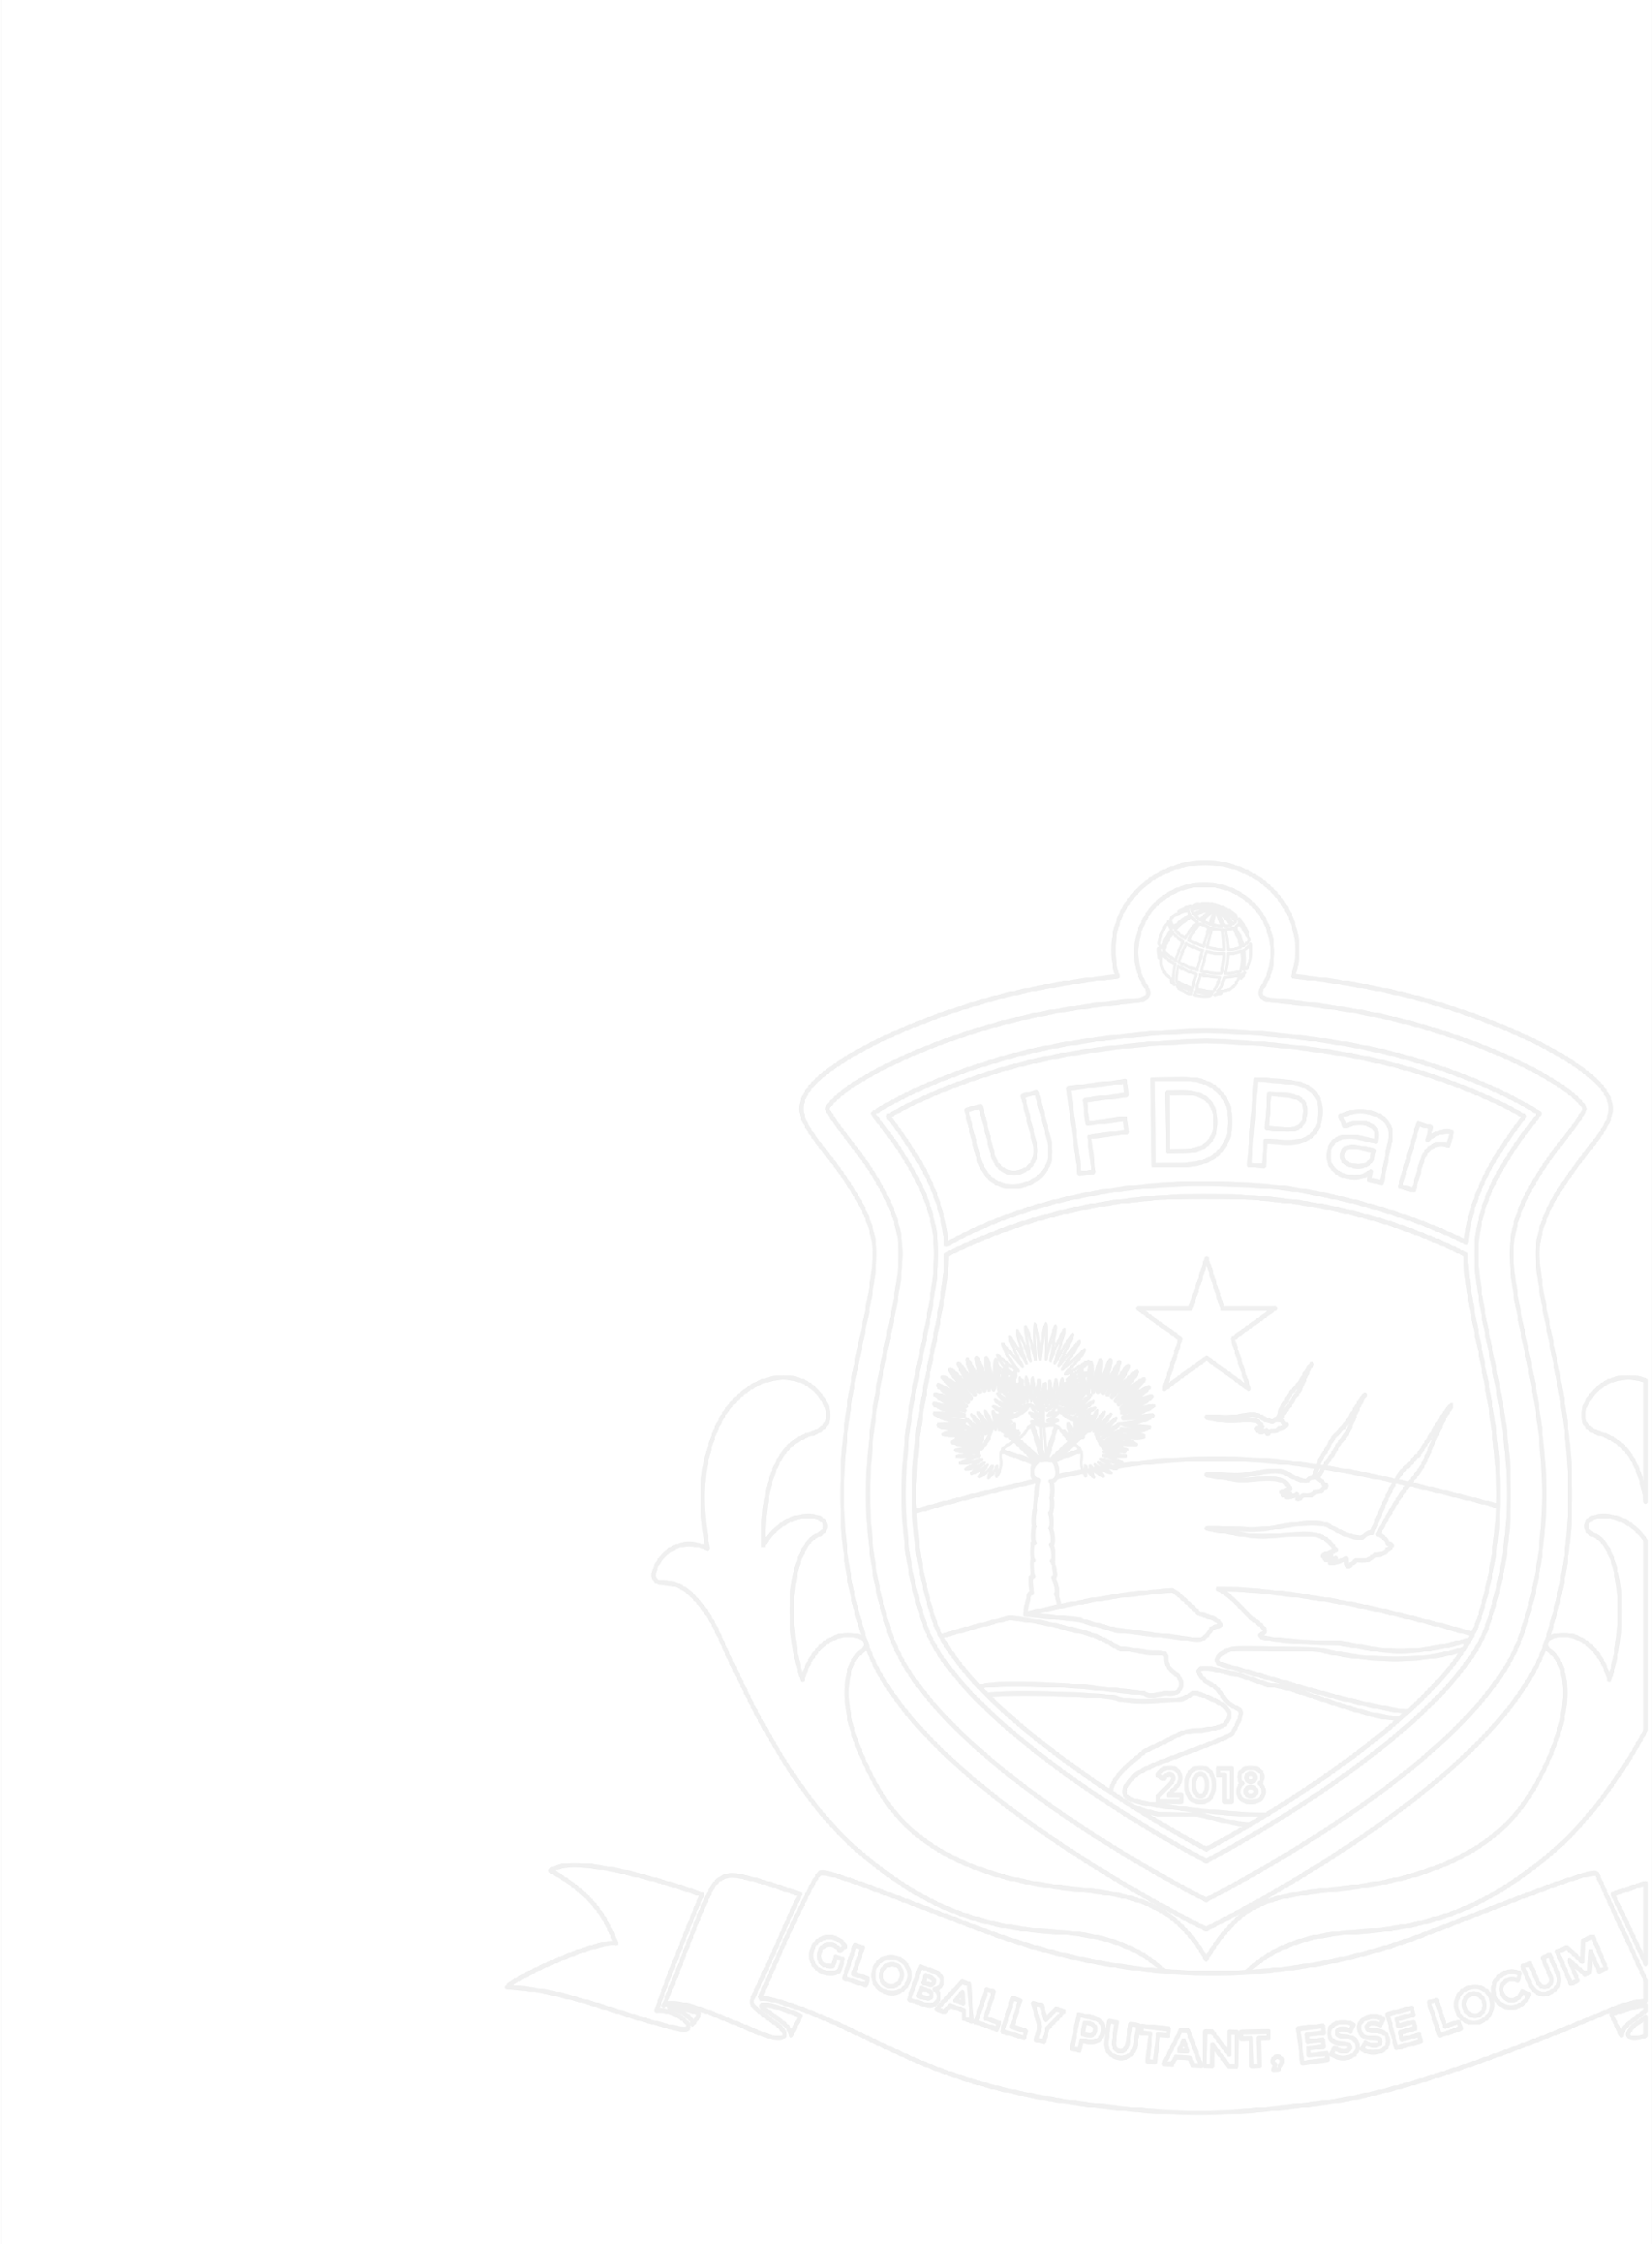 UFDPar
2018
GLOBALLY PUTANT, ESSE LOCUM